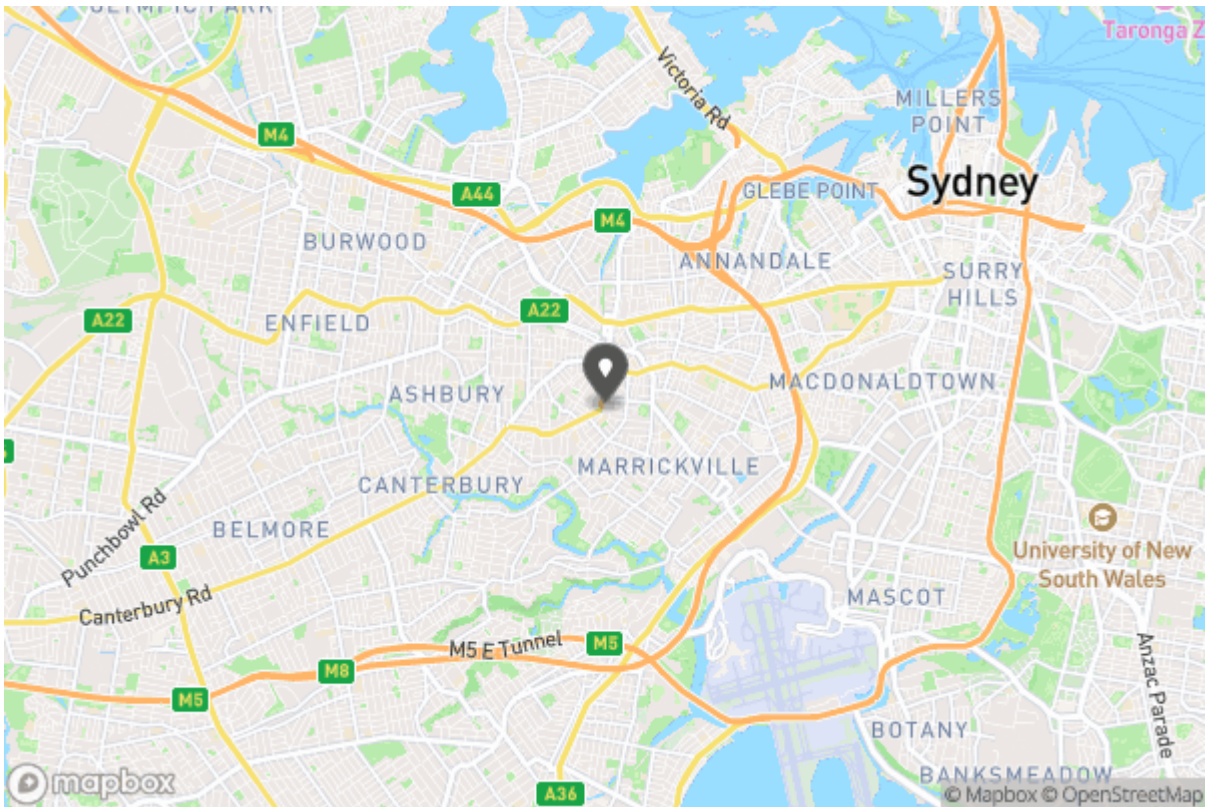 OLYMPIC PARK
Taronga Z
Victoria Rd
MILLERS
POINT
M4
A44
GLEBE POINT
Sydney
M4
BURWOOD
ANNANDALE
SURRY
HILLS
A22
A22
ENFIELD
ASHBURY
MACDONALDTOWN
MARRICKVILLE
CANTERBURY
Punchbowl Rd
BELMORE
University of New
South Wales
A3
Canterbury Rd
MASCOT
M5 E Tunnel
M5
M8
M5
Anzac Parade
BOTANY
BANKSMEADOW
A36
mapbox
© Mapbox © OpenStreetMap